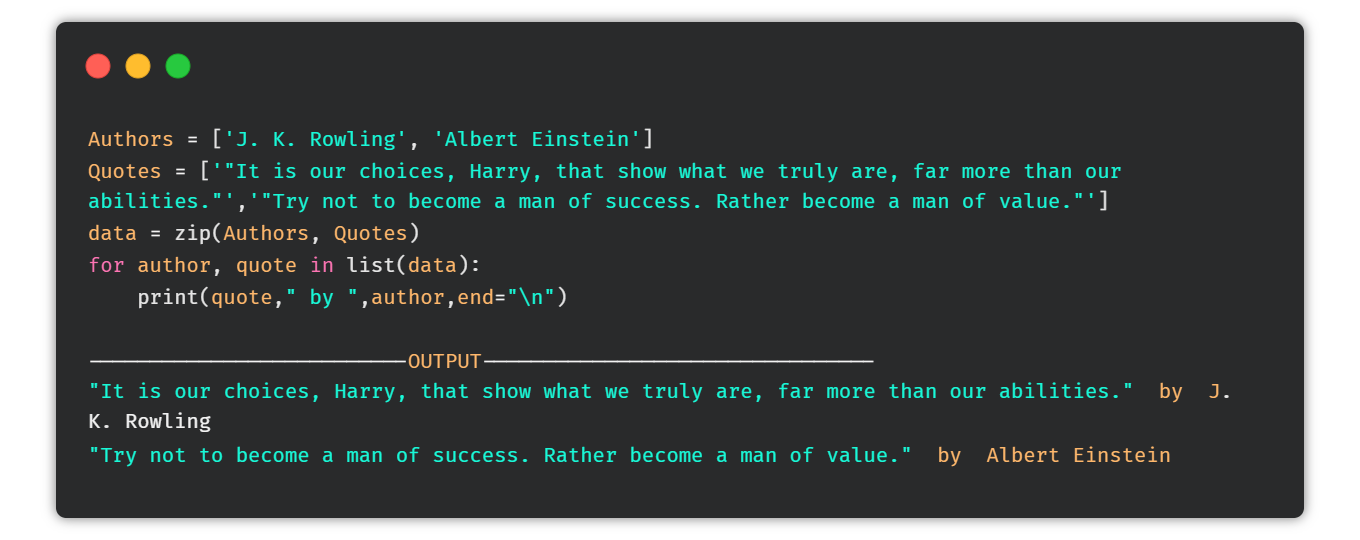 Authors = ['J. K. Rowling', 'Albert Einstein']
Quotes = ['"It is our choices, Harry, that show what we truly are, far more than our
abilities."','"Try not to become a man of success. Rather become a man of value."']
data = zip(Authors, Quotes)
for author, quote in list(data):
    print(quote," by ",author,end="\n")
--------------------------OUTPUT--------------------------------
"It is our choices, Harry, that show what we truly are, far more than our abilities."  by  J.
K. Rowling
"Try not to become a man of success. Rather become a man of value."  by  Albert Einstein